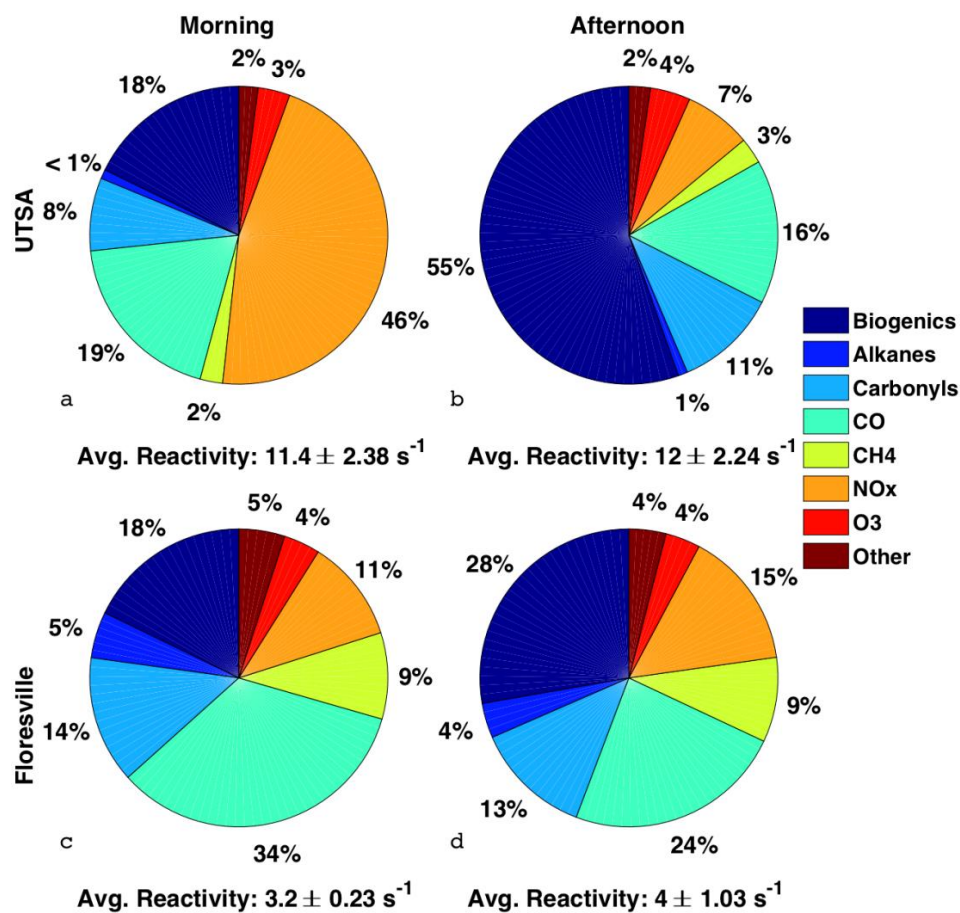 Morning
Afternoon
UTSA
2%
3%
18%
< 1%
8%
19%
2%
46%
a
Avg. Reactivity: 11.4 ± 2.38 s⁻¹
2%
4%
7%
3%
16%
11%
1%
55%
b
Avg. Reactivity: 12 ± 2.24 s⁻¹
Biogenics
Alkanes
Carbonyls
CO
CH4
NOx
O3
Other
Floresville
5%
4%
11%
9%
34%
14%
5%
18%
c
Avg. Reactivity: 3.2 ± 0.23 s⁻¹
4%
4%
15%
9%
24%
13%
4%
28%
d
Avg. Reactivity: 4 ± 1.03 s⁻¹